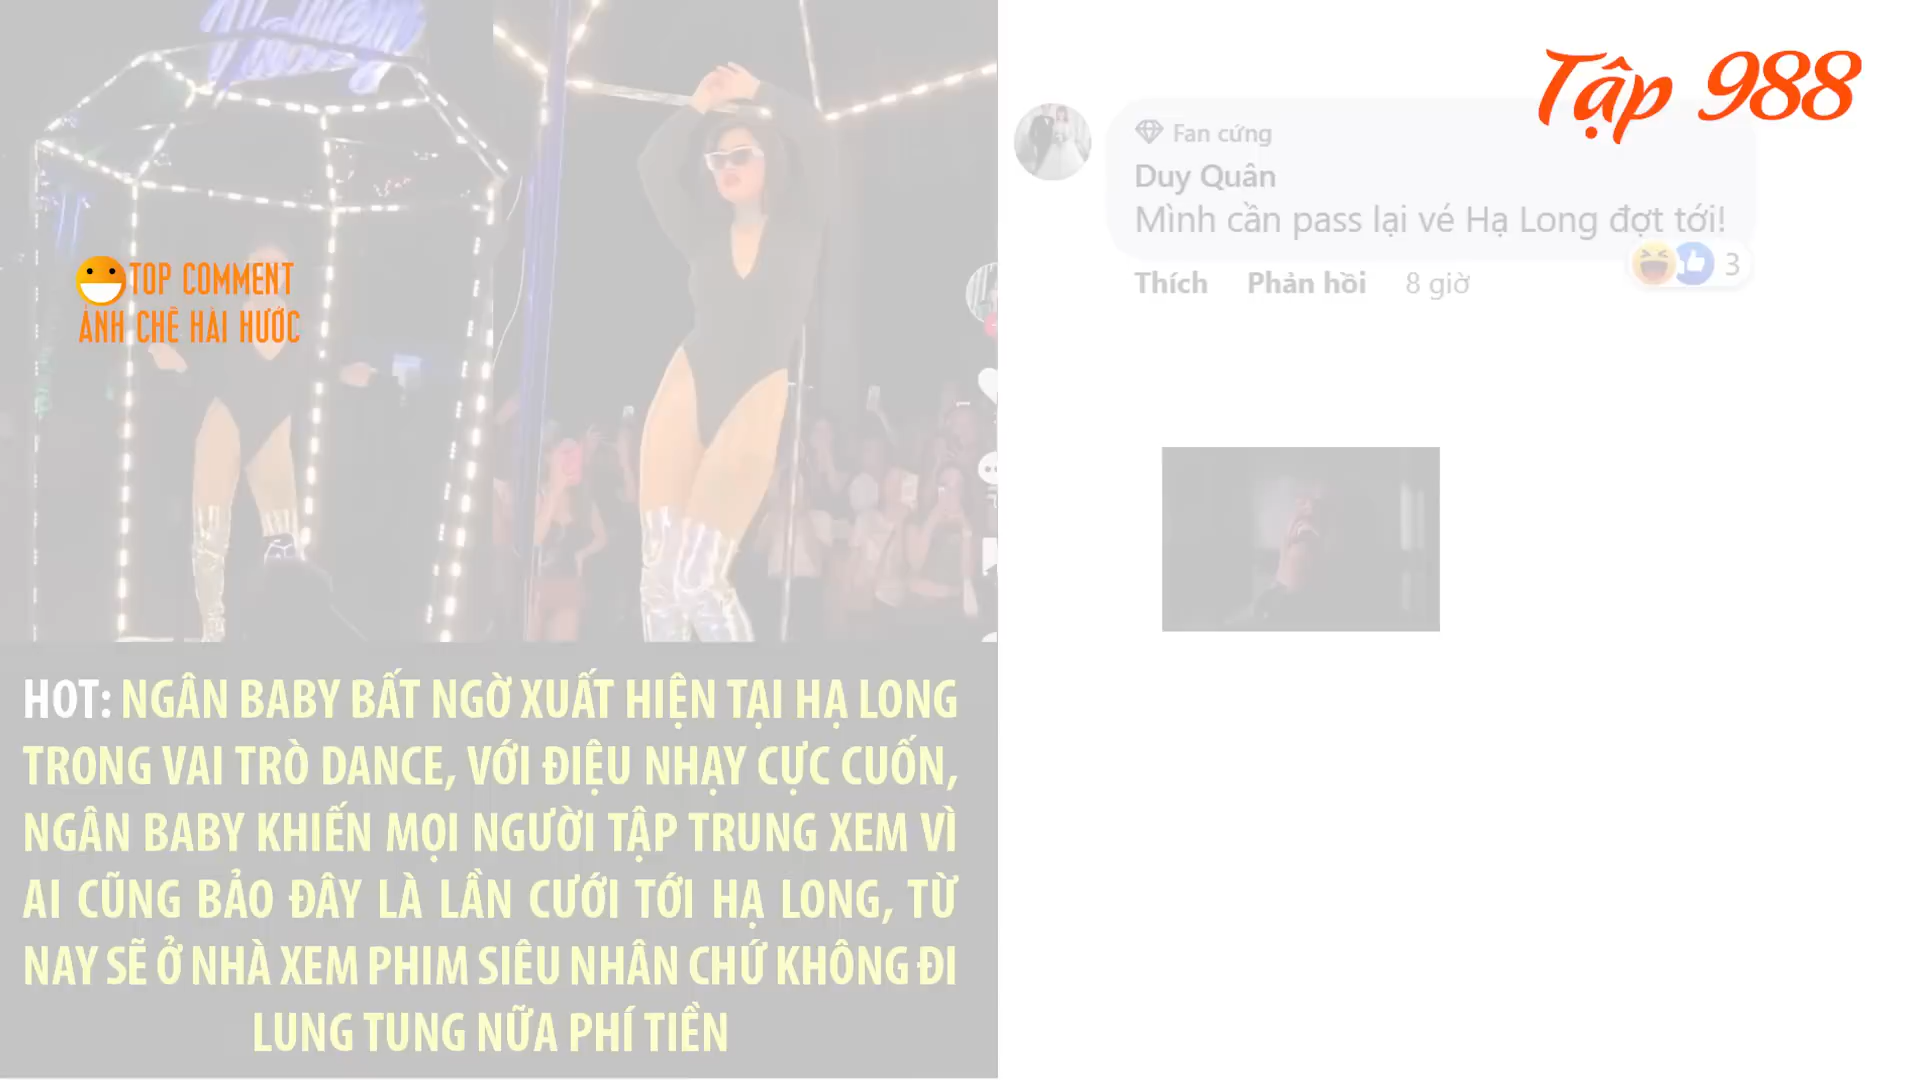 Tập 988
TOP COMMENT
ẢNH CHẾ HÀI HƯỚC
HOT: NGÂN BABY BẤT NGỜ XUẤT HIỆN TẠI HẠ LONG
TRONG VAI TRÒ DANCE, VỚI ĐIỆU NHẠY CỰC CUỐN,
NGÂN BABY KHIẾN MỌI NGƯỜI TẬP TRUNG XEM VÌ
AI CŨNG BẢO ĐÂY LÀ LẦN CƯỚI TỚI HẠ LONG, TỪ
NAY SẼ Ở NHÀ XEM PHIM SIÊU NHÂN CHỨ KHÔNG ĐI
LUNG TUNG NỮA PHÍ TIỀN
Fan cứng
Duy Quân
Mình cần pass lại vé Hạ Long đợt tới!
3
Thích Phản hồi 8 giờ